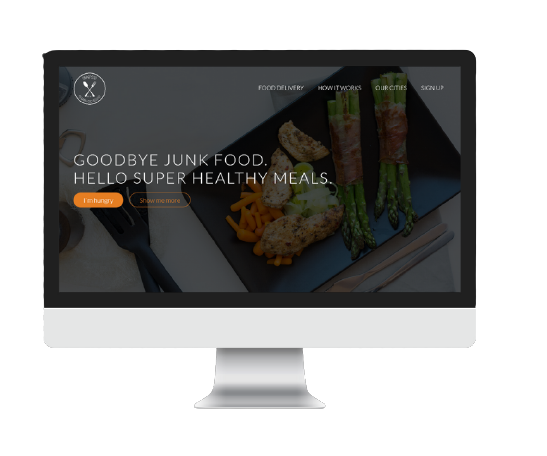 FOOD DELIVERY HOW IT WORKS OUR CITIES SIGN UP
GOODBYE JUNK FOOD.
HELLO SUPER HEALTHY MEALS.
I'm hungry Show me more